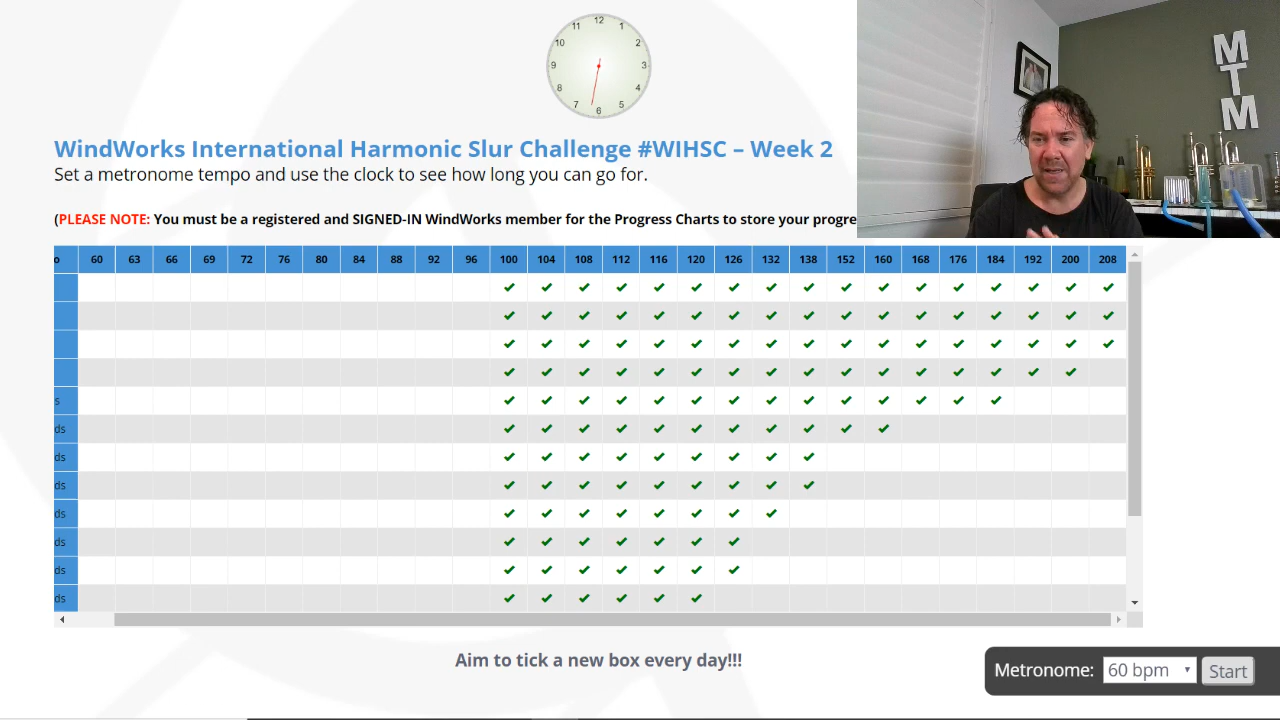 12
11 1
10 2
9 3
8 4
7 5
6
M
T
M
WindWorks International Harmonic Slur Challenge #WIHSC – Week 2
Set a metronome tempo and use the clock to see how long you can go for.
(PLEASE NOTE: You must be a registered and SIGNED-IN WindWorks member for the Progress Charts to store your progre
o 60 63 66 69 72 76 80 84 88 92 96 100 104 108 112 116 120 126 132 138 152 160 168 176 184 192 200 208
s
ds
ds
ds
ds
ds
ds
ds
Aim to tick a new box every day!!!
Metronome: 60 bpm Start